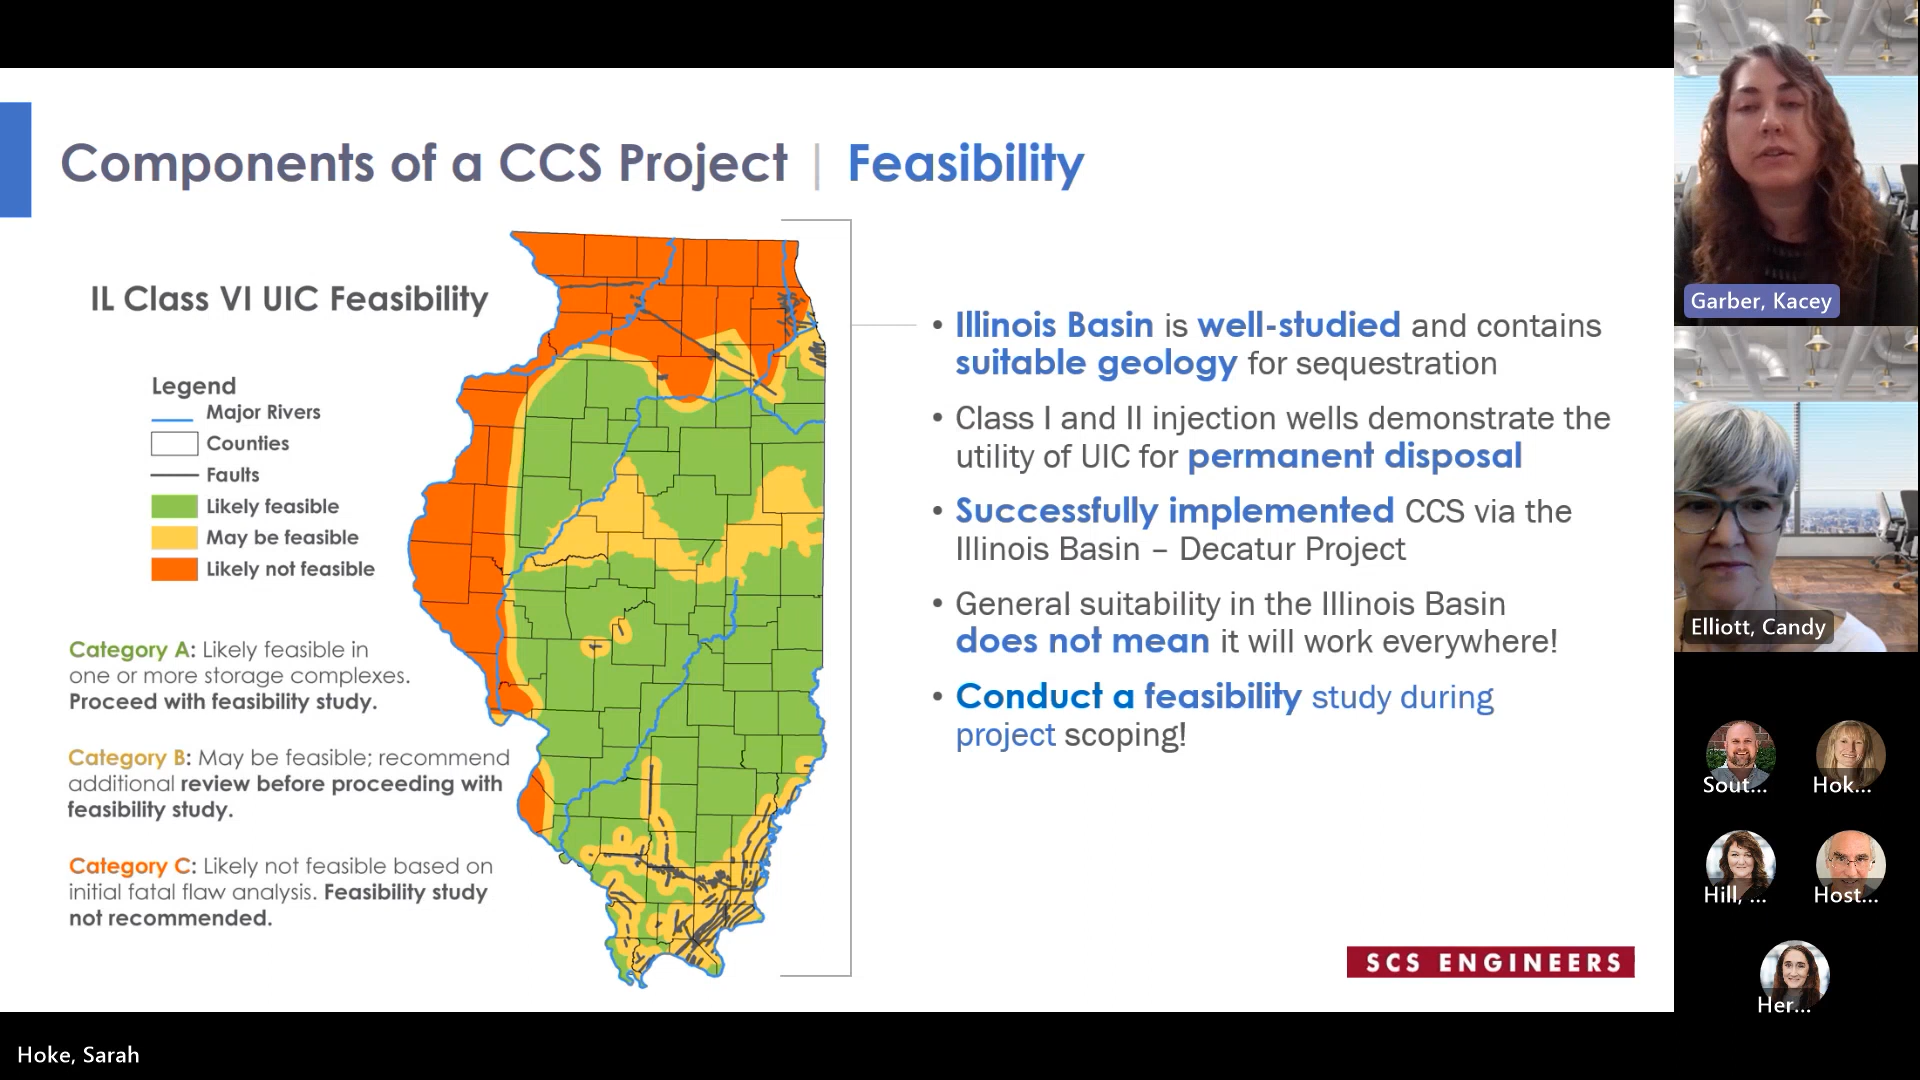 Components of a CCS Project | Feasibility
IL Class VI UIC Feasibility
Legend
Major Rivers
Counties
Faults
Likely feasible
May be feasible
Likely not feasible
Category A: Likely feasible in
one or more storage complexes.
Proceed with feasibility study.
Category B: May be feasible; recommend
additional review before proceeding with
feasibility study.
Category C: Likely not feasible based on
initial fatal flaw analysis. Feasibility study
not recommended.
• Illinois Basin is well-studied and contains
suitable geology for sequestration
• Class I and II injection wells demonstrate the
utility of UIC for permanent disposal
• Successfully implemented CCS via the
Illinois Basin – Decatur Project
• General suitability in the Illinois Basin
does not mean it will work everywhere!
• Conduct a feasibility study during
project scoping!
SCS ENGINEERS
Garber, Kacey
Elliott, Candy
Sout...
Hok...
Hill, ...
Host...
Her...
Hoke, Sarah